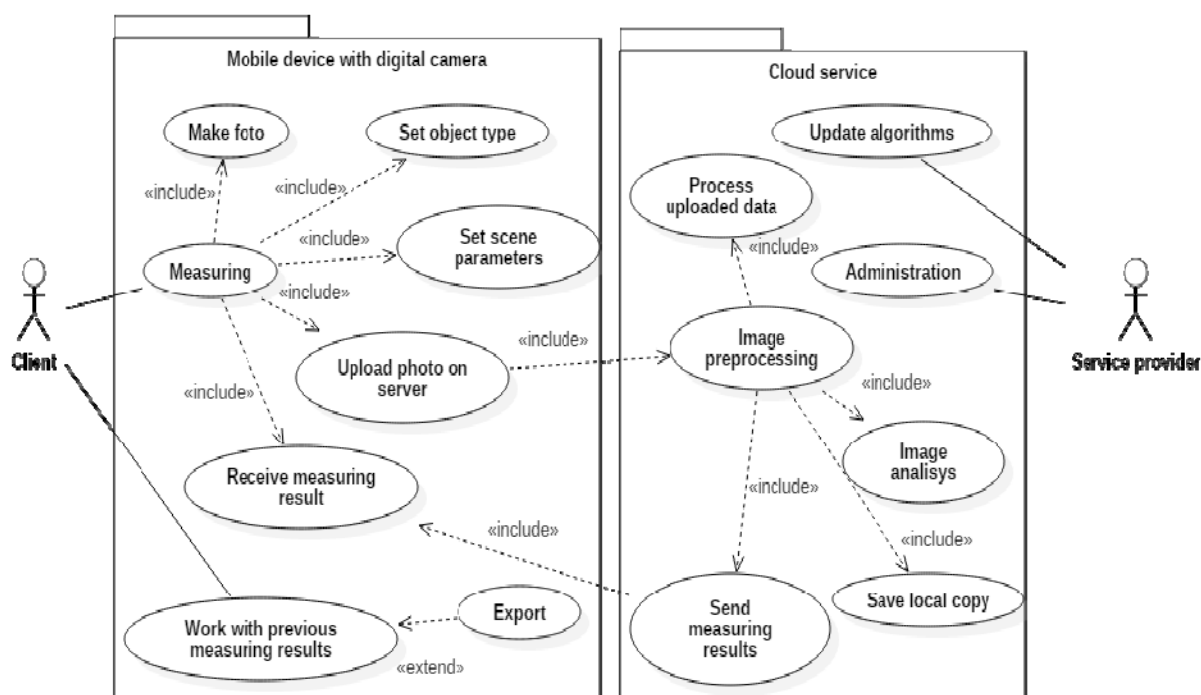 Mobile device with digital camera
Cloud service
Make foto
Set object type
Update algorithms
«include»
«include»
Process
uploaded data
«include»
Set scene
parameters
«include»
Measuring
Administration
«include»
Client
Upload photo on
server
«include»
Image
preprocessing
Service provider
«include»
«include»
Receive measuring
result
Image
analisys
«include»
«include»
«include»
Work with previous
measuring results
Export
«extend»
Send
measuring
results
Save local copy